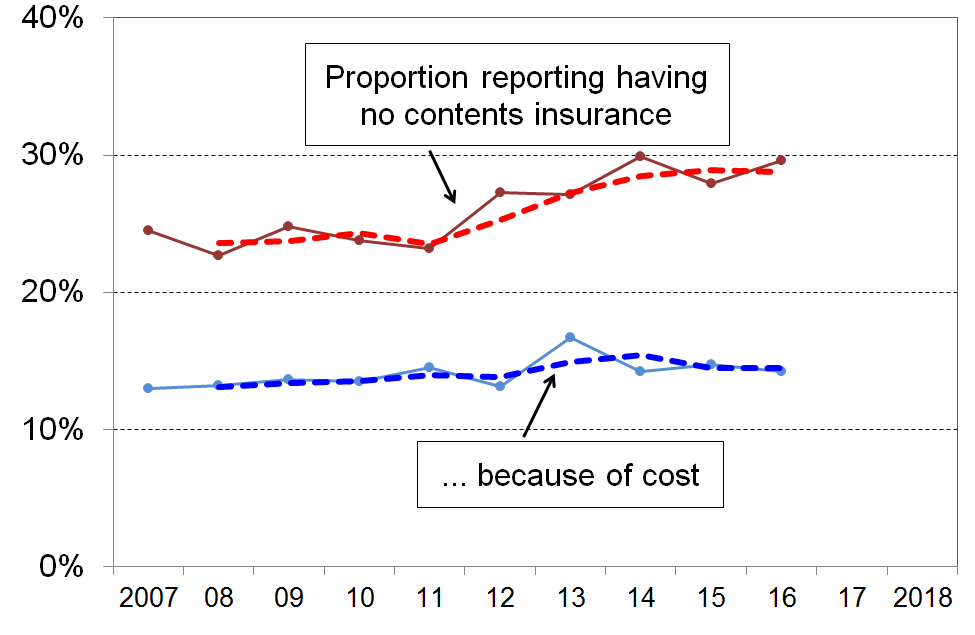 40%
Proportion reporting having
no contents insurance
30%
20%
10%
... because of cost
0%
2007 08 09 10 11 12 13 14 15 16 17 2018